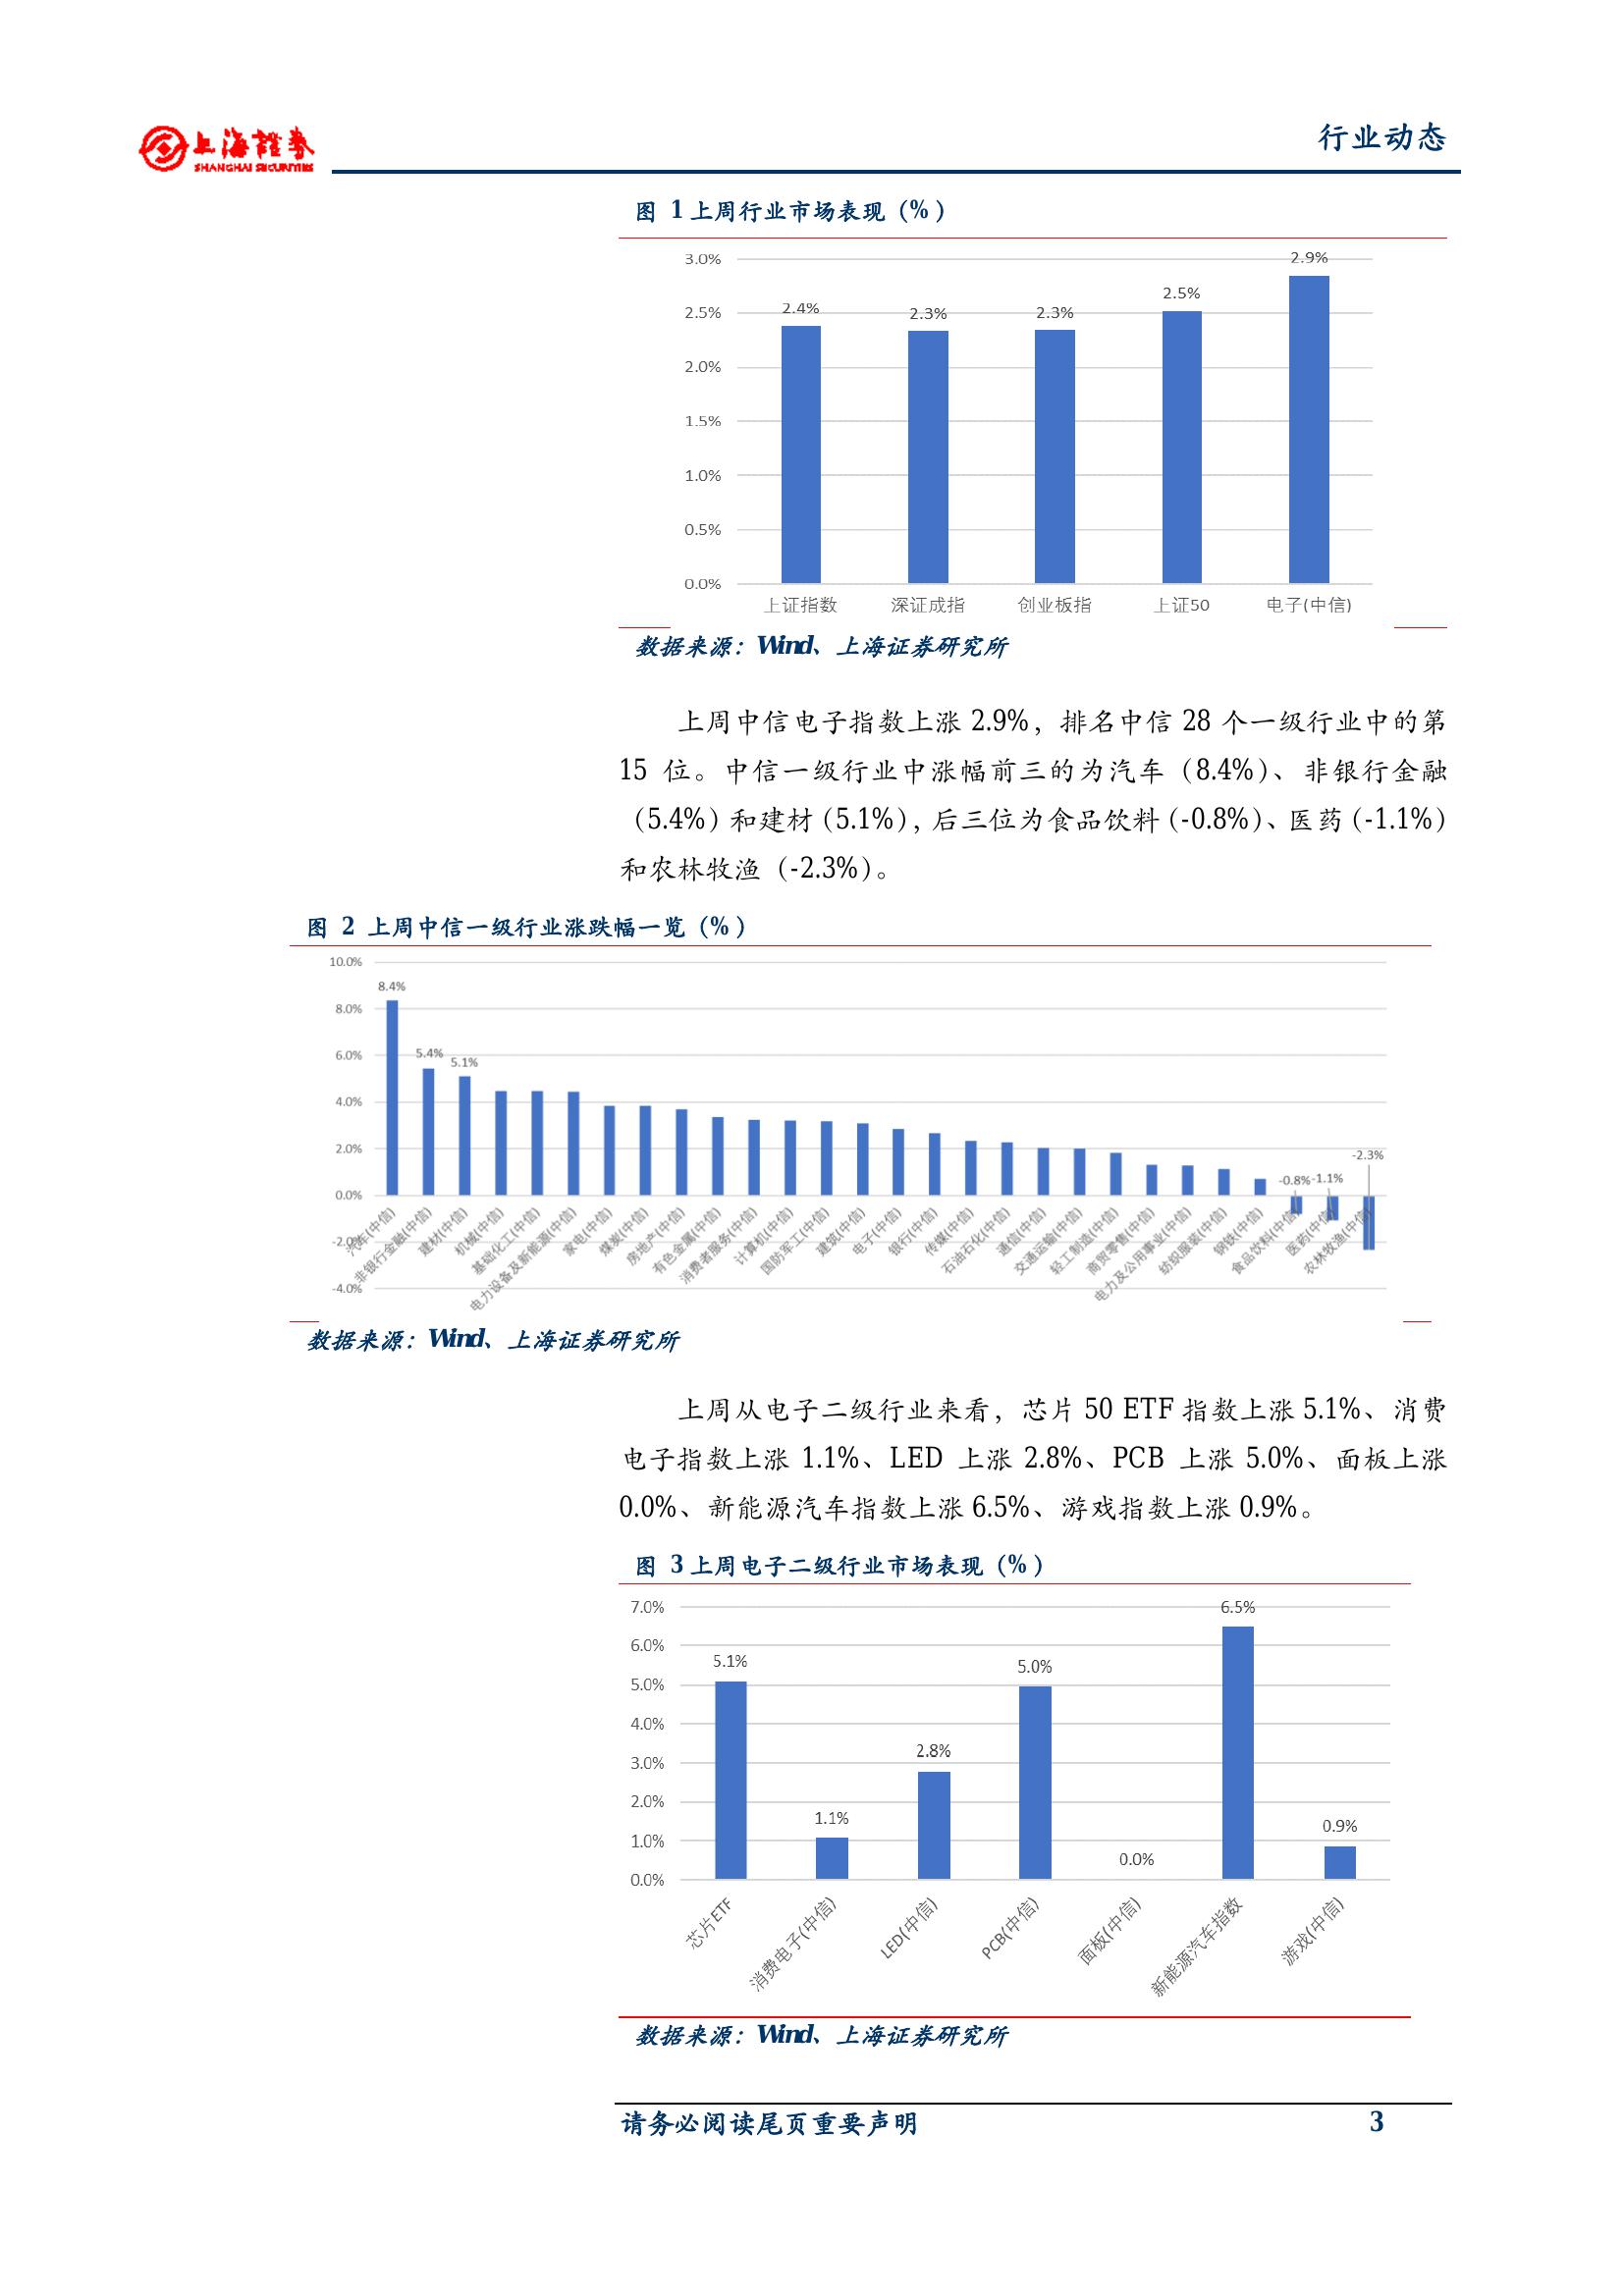 上海證券
SHANGHAI SECURITIES
行业动态
图 1 上周行业市场表现（%）
3.0%
2.5%
2.0%
1.5%
1.0%
0.5%
0.0%
2.4%
2.3%
2.3%
2.5%
2.9%
上证指数
深证成指
创业板指
上证50
电子(中信)
数据来源：Wind、上海证券研究所
上周中信电子指数上涨 2.9%，排名中信 28 个一级行业中的第
15 位。中信一级行业中涨幅前三的为汽车（8.4%）、非银行金融
（5.4%）和建材（5.1%），后三位为食品饮料（-0.8%）、医药（-1.1%）
和农林牧渔（-2.3%）。
图 2 上周中信一级行业涨跌幅一览（%）
10.0%
8.0%
6.0%
4.0%
2.0%
0.0%
-2.0%
-4.0%
8.4%
5.4%
5.1%
-0.8%
-1.1%
-2.3%
汽车(中信)
非银行金融(中信)
建材(中信)
机械(中信)
基础化工(中信)
电力设备及新能源(中信)
家电(中信)
煤炭(中信)
房地产(中信)
有色金属(中信)
消费者服务(中信)
计算机(中信)
国防军工(中信)
建筑(中信)
电子(中信)
银行(中信)
传媒(中信)
石油石化(中信)
通信(中信)
交通运输(中信)
轻工制造(中信)
商贸零售(中信)
电力及公用事业(中信)
纺织服装(中信)
钢铁(中信)
食品饮料(中信)
医药(中信)
农林牧渔(中信)
数据来源：Wind、上海证券研究所
上周从电子二级行业来看，芯片 50 ETF 指数上涨 5.1%、消费
电子指数上涨 1.1%、LED 上涨 2.8%、PCB 上涨 5.0%、面板上涨
0.0%、新能源汽车指数上涨 6.5%、游戏指数上涨 0.9%。
图 3 上周电子二级行业市场表现（%）
7.0%
6.0%
5.0%
4.0%
3.0%
2.0%
1.0%
0.0%
5.1%
1.1%
2.8%
5.0%
0.0%
6.5%
0.9%
芯片ETF
消费电子(中信)
LED(中信)
PCB(中信)
面板(中信)
新能源汽车指数
游戏(中信)
数据来源：Wind、上海证券研究所
请务必阅读尾页重要声明
3